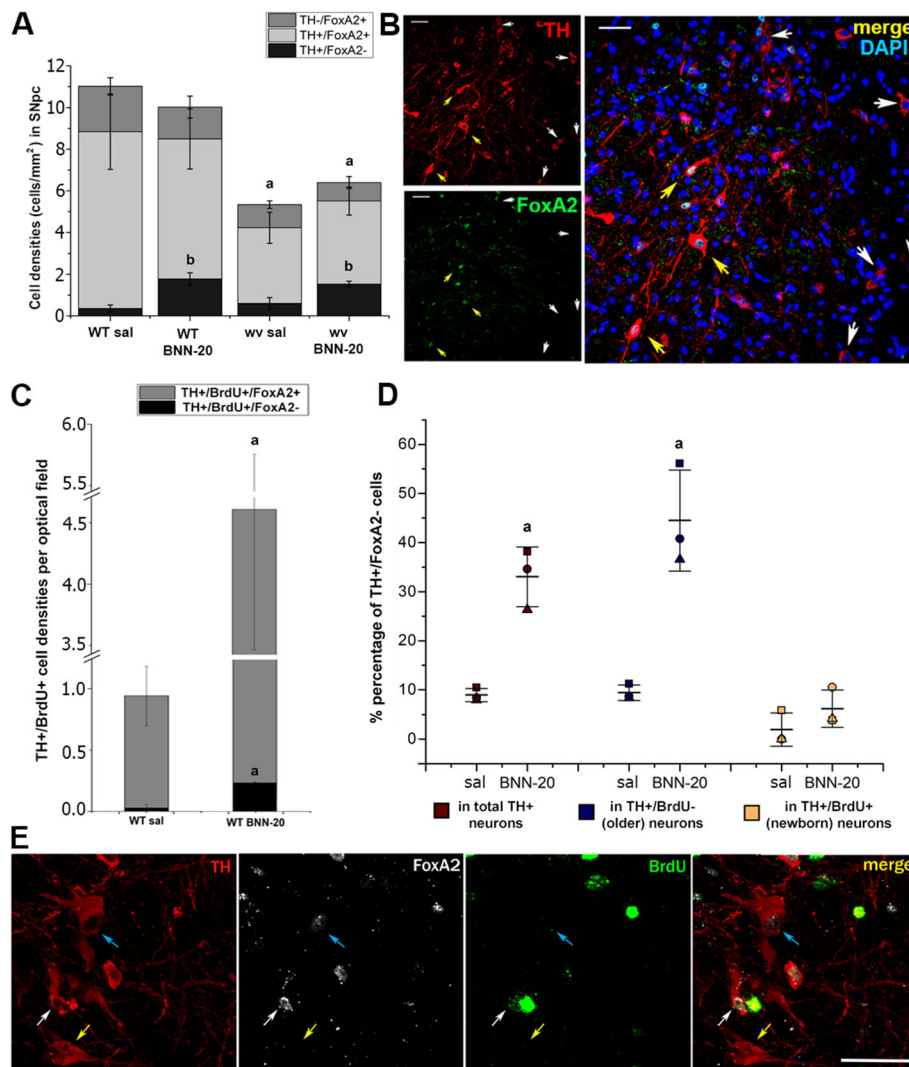 A
TH-/FoxA2+
TH+/FoxA2+
TH+/FoxA2-
Cell densities (cells/mm²) in SNpc
12
10
8
6
4
2
0
b
a
a
b
WT sal
WT
BNN-20
wv sal
wv
BNN-20
B
TH
FoxA2
merge
DAPI
C
TH+/BrdU+/FoxA2+
TH+/BrdU+/FoxA2-
TH+/BrdU+ cell densities per optical field
6.0
5.5
4.5
4.0
3.5
1.0
0.5
0.0
a
a
WT sal
WT BNN-20
D
% percentage of TH+/FoxA2- cells
60
50
40
30
20
10
0
a
a
sal
BNN-20
sal
BNN-20
sal
BNN-20
in total TH+
neurons
in TH+/BrdU-
(older) neurons
in TH+/BrdU+
(newborn) neurons
E
TH
FoxA2
BrdU
merge